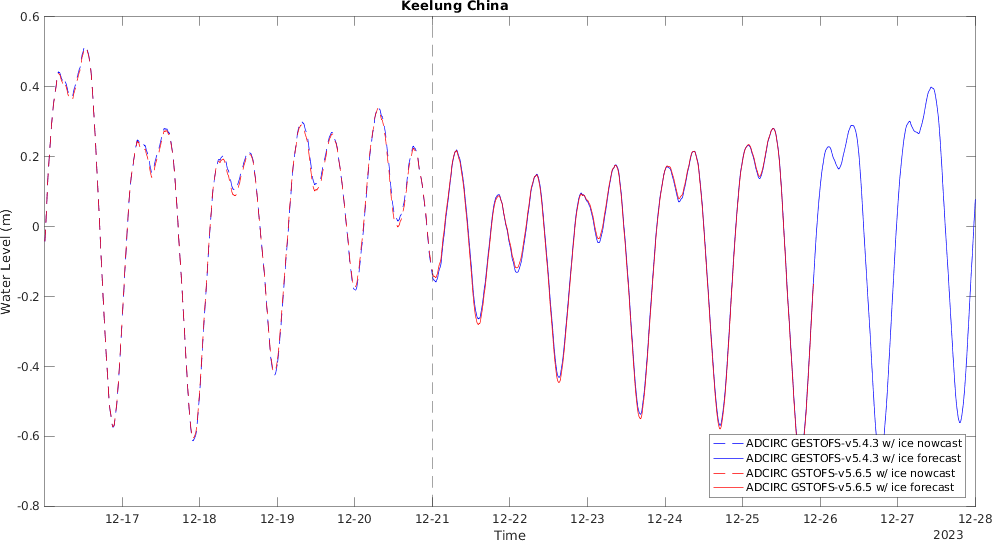 Keelung China
0.6
0.4
0.2
0
-0.2
-0.4
-0.6
-0.8
Water Level (m)
ADCIRC GESTOFS-v5.4.3 w/ ice nowcast
ADCIRC GESTOFS-v5.4.3 w/ ice forecast
ADCIRC GSTOFS-v5.6.5 w/ ice nowcast
ADCIRC GSTOFS-v5.6.5 w/ ice forecast
12-17 12-18 12-19 12-20 12-21 12-22 12-23 12-24 12-25 12-26 12-27 12-28
Time
2023